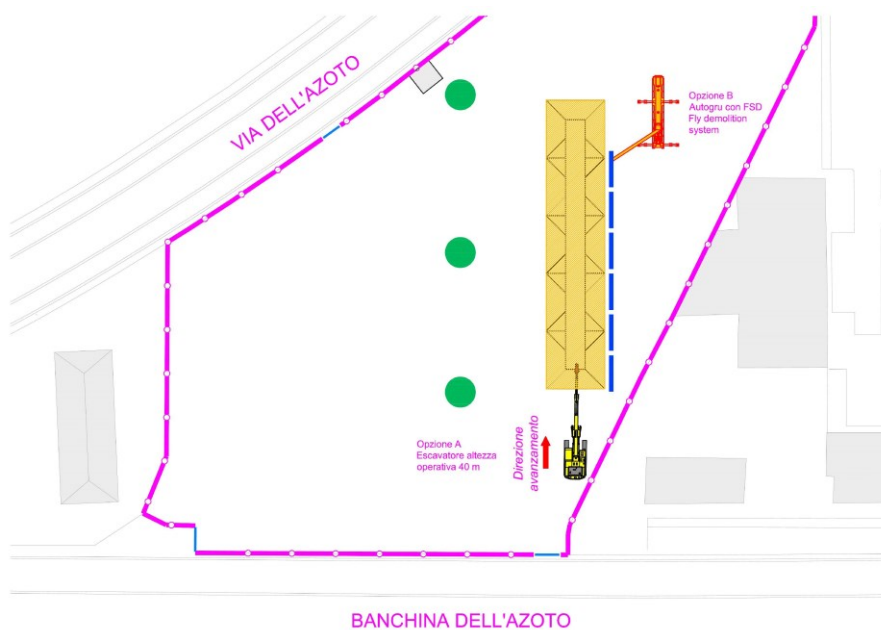 VIA DELL'AZOTO
Opzione B
Autogru con FSD
Fly demolition
system
Opzione A
Escavatore altezza
operativa 40 m
Direzione
avanzamento
BANCHINA DELL'AZOTO